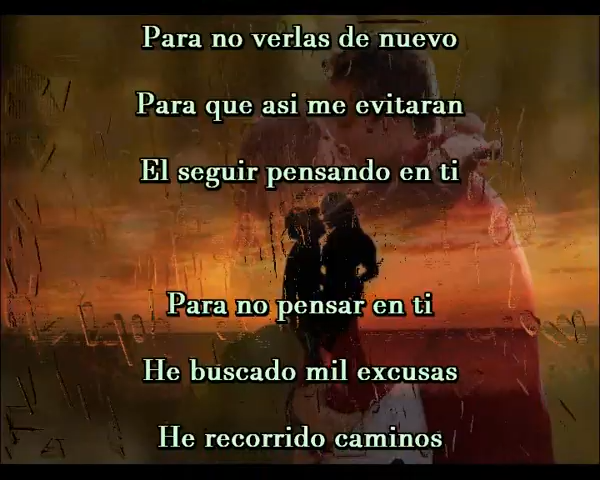 Para no verlas de nuevo
Para que asi me evitaran
El seguir pensando en ti
Para no pensar en ti
He buscado mil excusas
He recorrido caminos